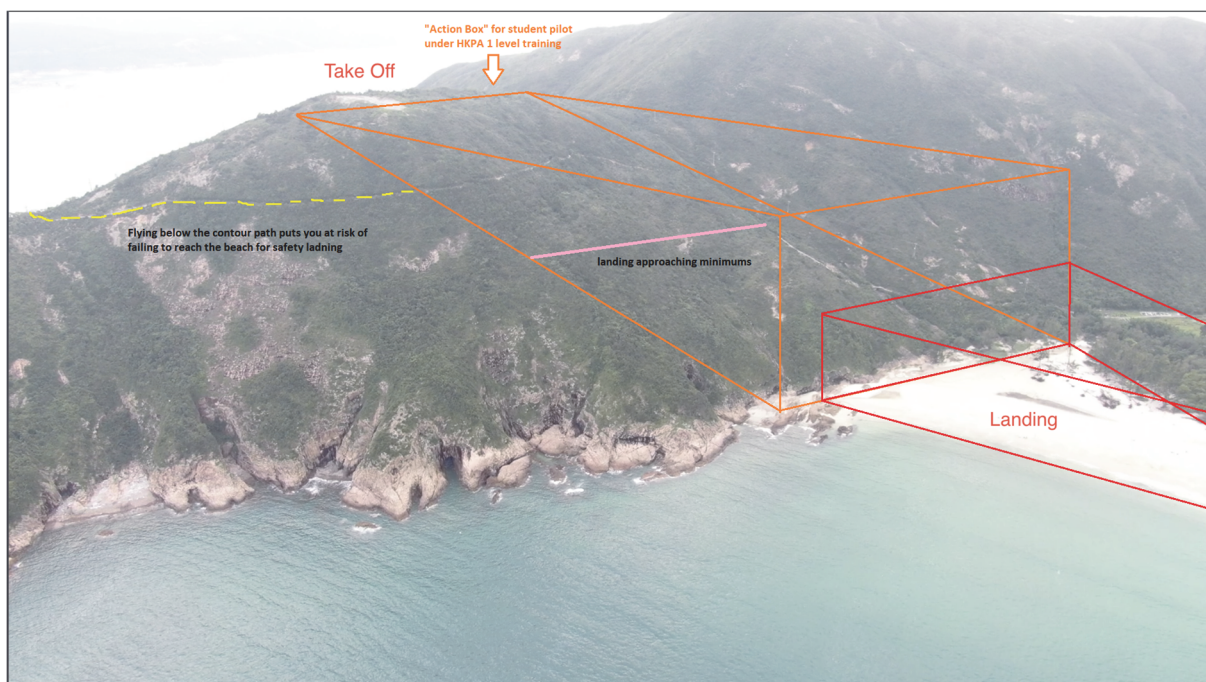 "Action Box" for student pilot
under HKPA 1 level training
Take Off
Flying below the contour path puts you at risk of
failing to reach the beach for safety ladning
landing approaching minimums
Landing